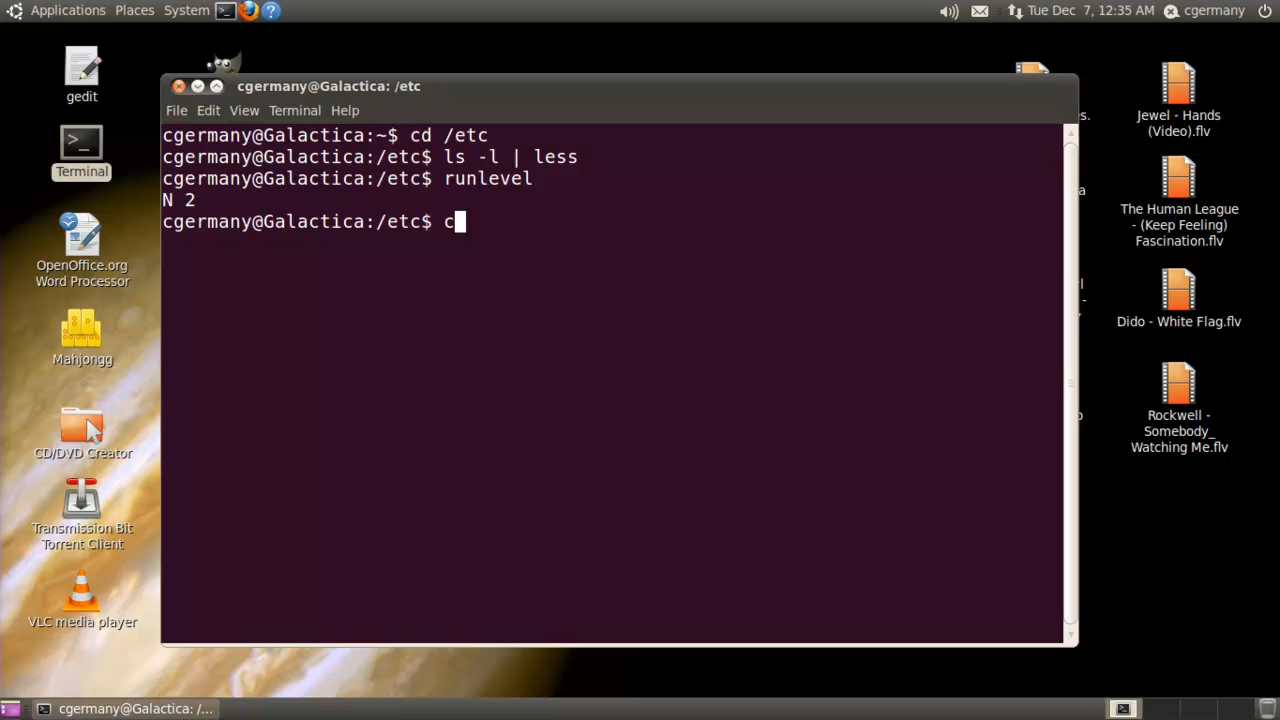 Applications Places System
Tue Dec 7, 12:35 AM cgermany
gedit
Terminal
OpenOffice.org
Word Processor
Mahjongg
CD/DVD Creator
Transmission Bit
Torrent Client
VLC media player
cgermany@Galactica: /etc
File Edit View Terminal Help
cgermany@Galactica:~$ cd /etc
cgermany@Galactica:/etc$ ls -l | less
cgermany@Galactica:/etc$ runlevel
N 2
cgermany@Galactica:/etc$ c
Jewel - Hands
(Video).flv
The Human League
- (Keep Feeling)
Fascination.flv
Dido - White Flag.flv
Rockwell -
Somebody_
Watching Me.flv
cgermany@Galactica: /...